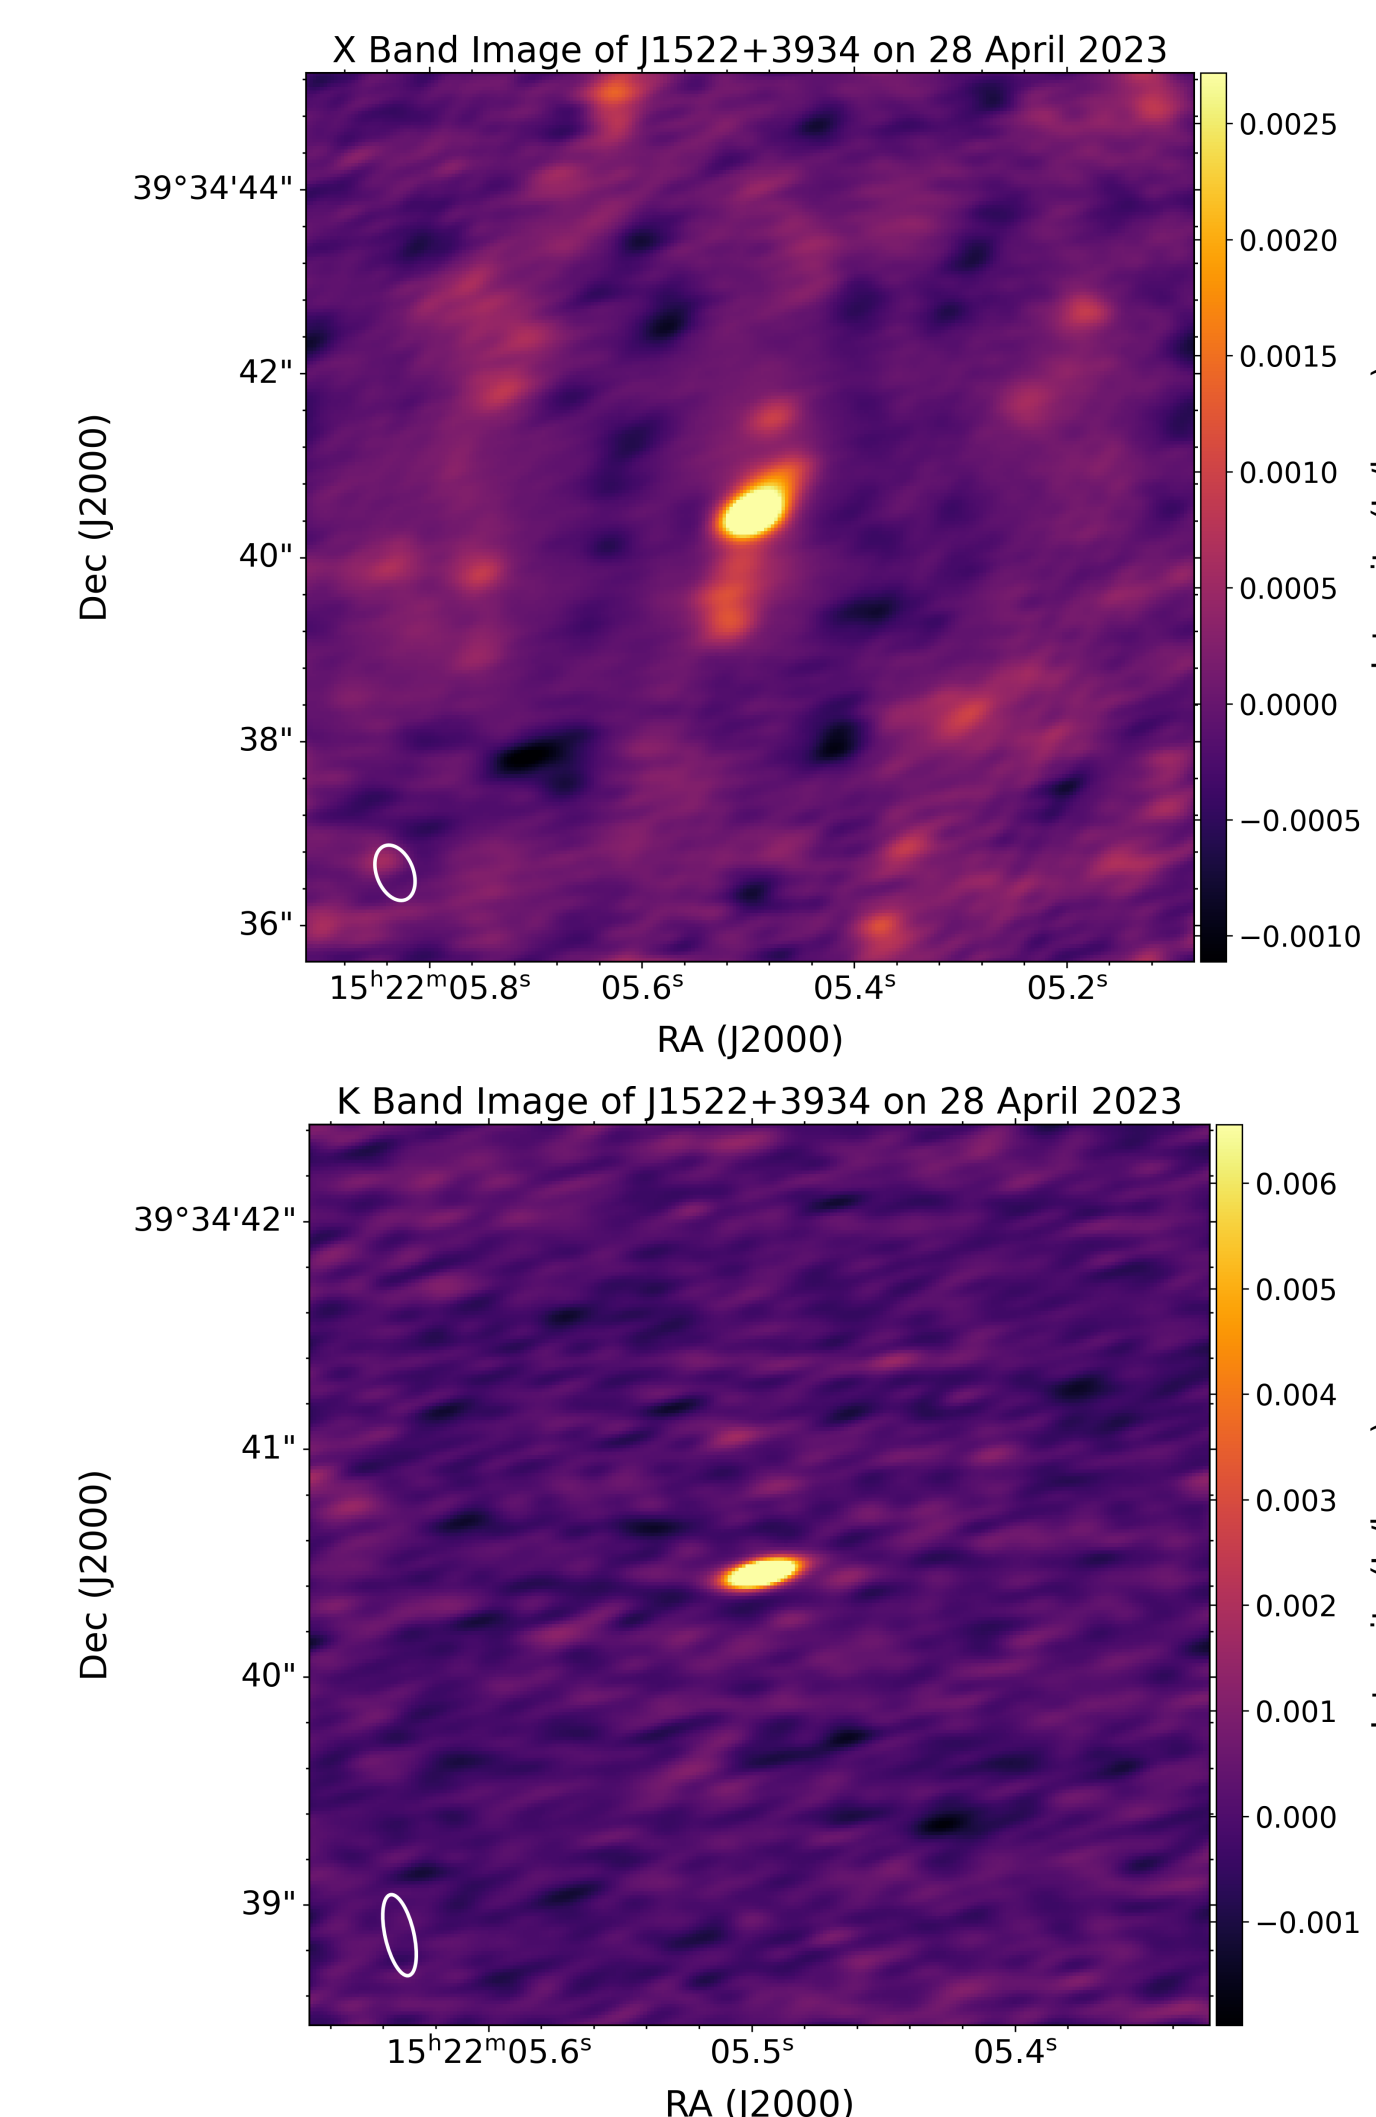 X Band Image of J1522+3934 on 28 April 2023
39°34'44"
42"
40"
38"
36"
Dec (J2000)
15ʰ22ᵐ05.8ˢ
05.6ˢ
05.4ˢ
05.2ˢ
RA (J2000)
0.0025
0.0020
0.0015
0.0010
0.0005
0.0000
−0.0005
−0.0010
K Band Image of J1522+3934 on 28 April 2023
39°34'42"
41"
40"
39"
Dec (J2000)
15ʰ22ᵐ05.6ˢ
05.5ˢ
05.4ˢ
RA (J2000)
0.006
0.005
0.004
0.003
0.002
0.001
0.000
−0.001